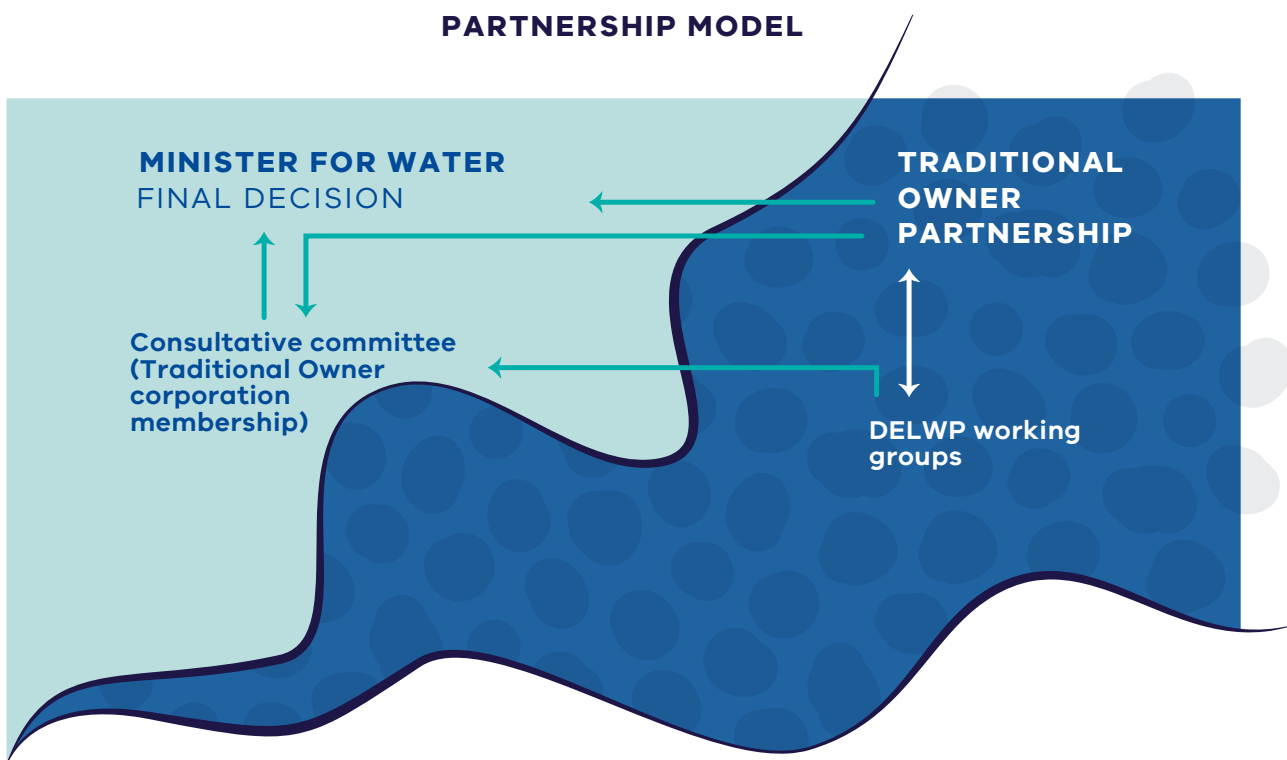 PARTNERSHIP MODEL
MINISTER FOR WATER
FINAL DECISION
TRADITIONAL
OWNER
PARTNERSHIP
Consultative committee
(Traditional Owner
corporation
membership)
DELWP working
groups